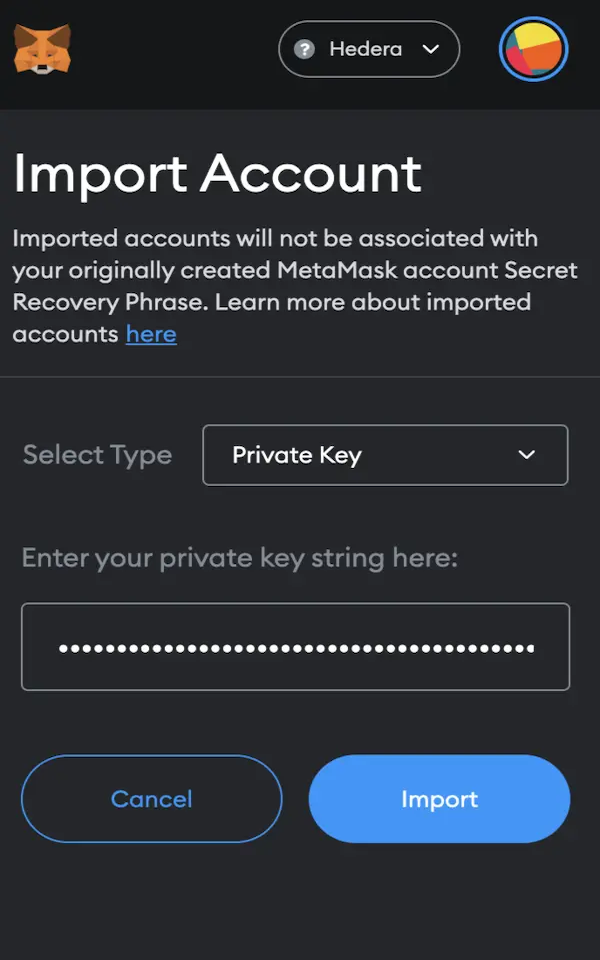 Hedera
Import Account
Imported accounts will not be associated with
your originally created MetaMask account Secret
Recovery Phrase. Learn more about imported
accounts here
Select Type
Private Key
Enter your private key string here:
••••••••••••••••••••••••••••••••••••••••
Cancel
Import